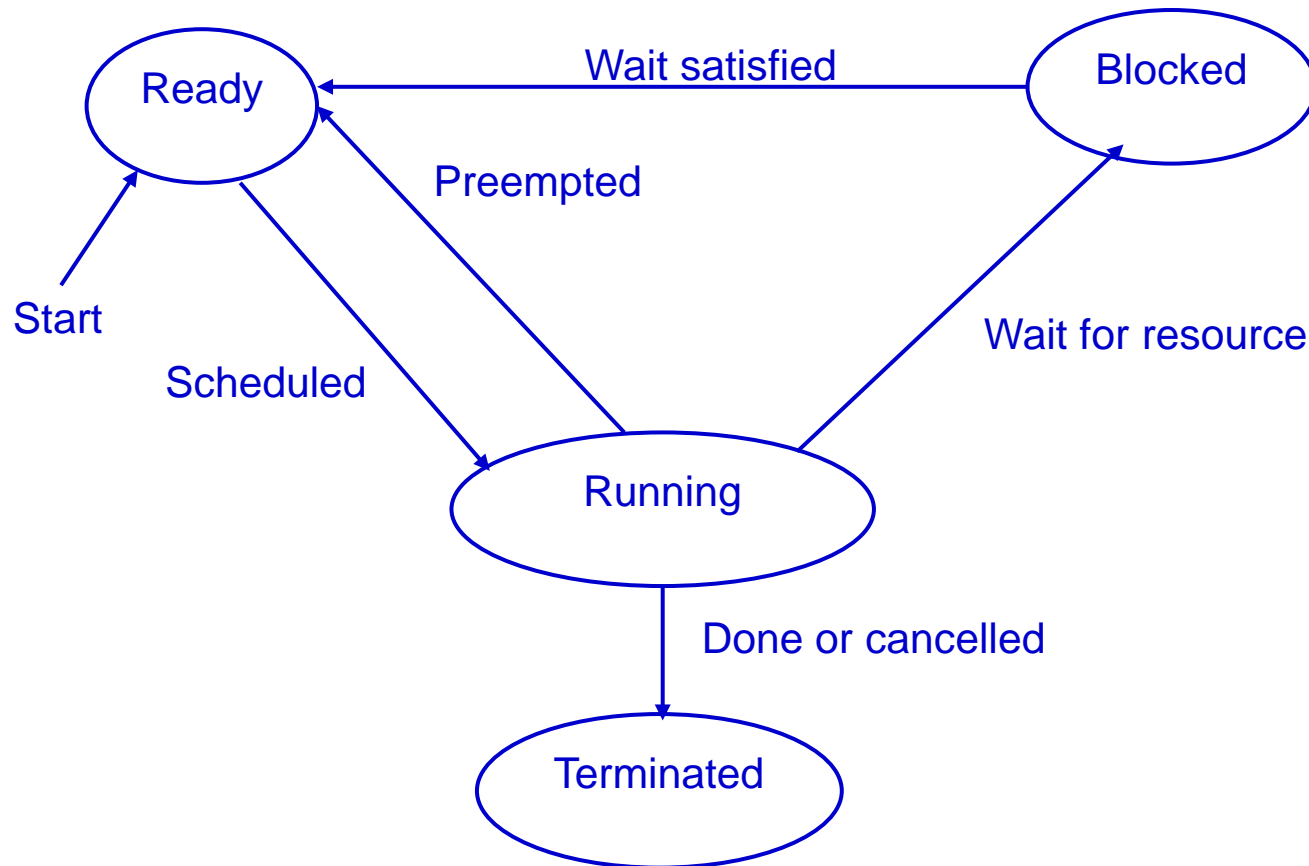 Wait satisfied
Blocked
Ready
Preempted
Start
Wait for resource
Scheduled
Running
Done or cancelled
Terminated